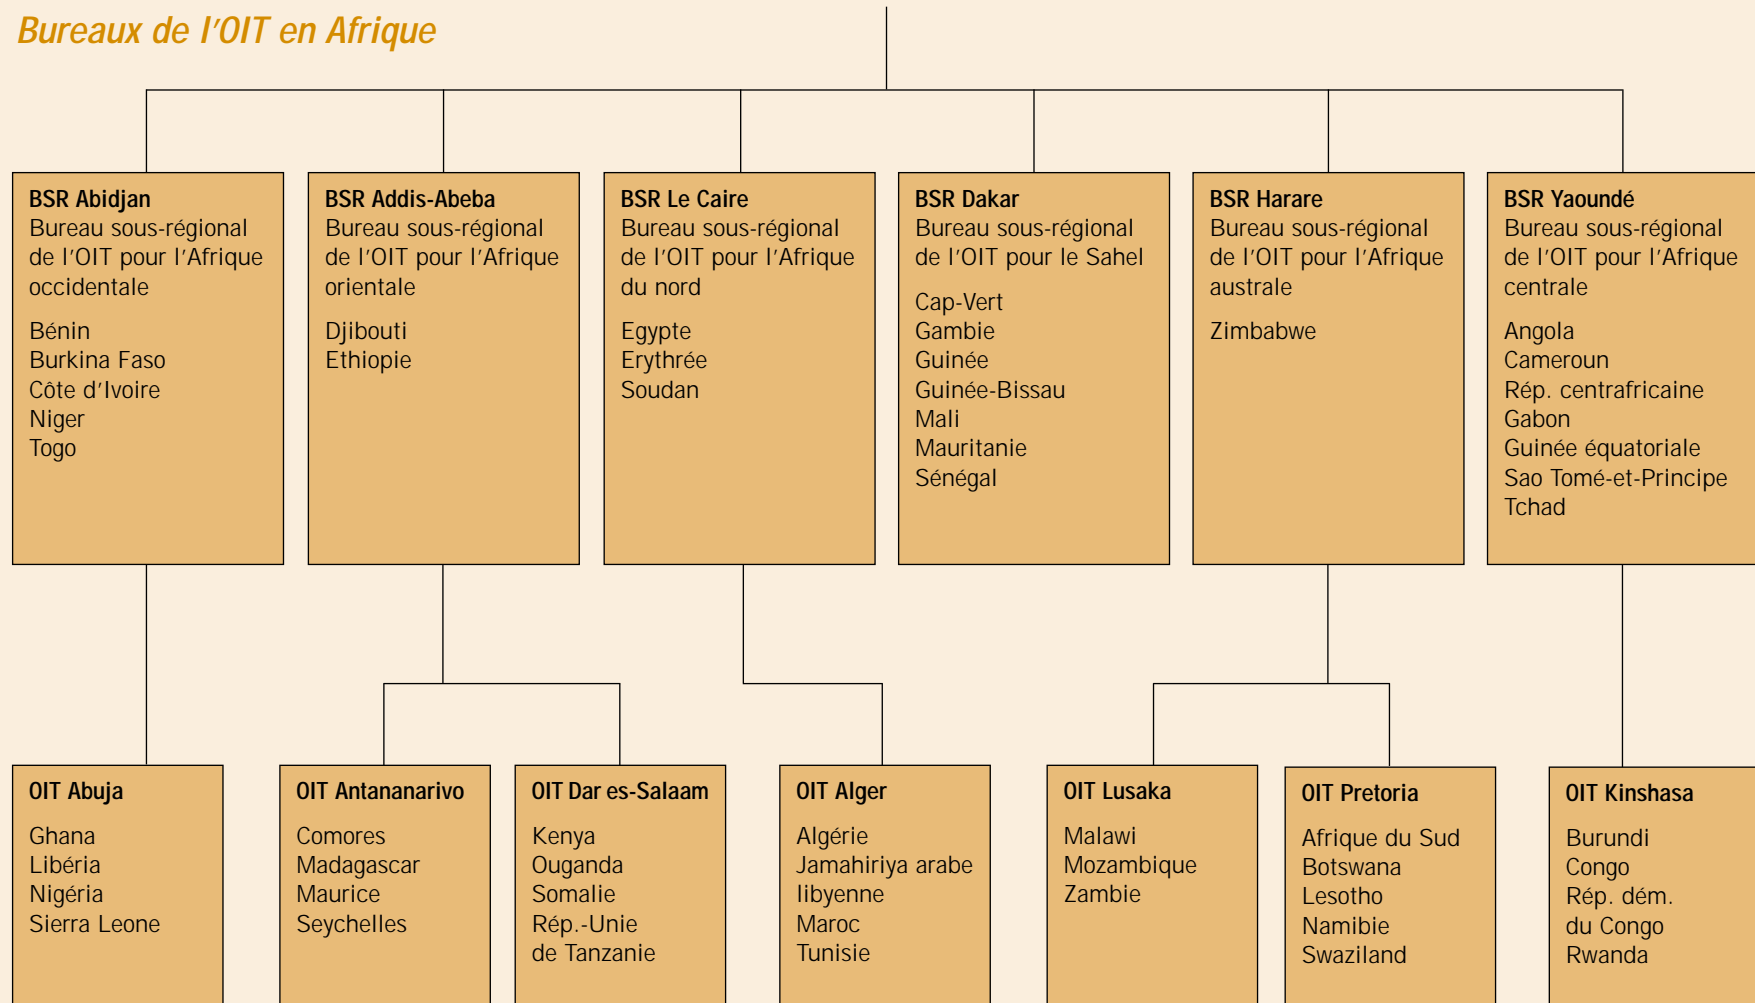 Bureaux de l'OIT en Afrique
BSR Abidjan
Bureau sous-régional
de l'OIT pour l'Afrique
occidentale
Bénin
Burkina Faso
Côte d'Ivoire
Niger
Togo
BSR Addis-Abeba
Bureau sous-régional
de l'OIT pour l'Afrique
orientale
Djibouti
Ethiopie
BSR Le Caire
Bureau sous-régional
de l'OIT pour l'Afrique
du nord
Egypte
Erythrée
Soudan
BSR Dakar
Bureau sous-régional
de l'OIT pour le Sahel
Cap-Vert
Gambie
Guinée
Guinée-Bissau
Mali
Mauritanie
Sénégal
BSR Harare
Bureau sous-régional
de l'OIT pour l'Afrique
australe
Zimbabwe
BSR Yaoundé
Bureau sous-régional
de l'OIT pour l'Afrique
centrale
Angola
Cameroun
Rép. centrafricaine
Gabon
Guinée équatoriale
Sao Tomé-et-Principe
Tchad
OIT Abuja
Ghana
Libéria
Nigéria
Sierra Leone
OIT Antananarivo
Comores
Madagascar
Maurice
Seychelles
OIT Dar es-Salaam
Kenya
Ouganda
Somalie
Rép.-Unie
de Tanzanie
OIT Alger
Algérie
Jamahiriya arabe
libyenne
Maroc
Tunisie
OIT Lusaka
Malawi
Mozambique
Zambie
OIT Pretoria
Afrique du Sud
Botswana
Lesotho
Namibie
Swaziland
OIT Kinshasa
Burundi
Congo
Rép. dém.
du Congo
Rwanda